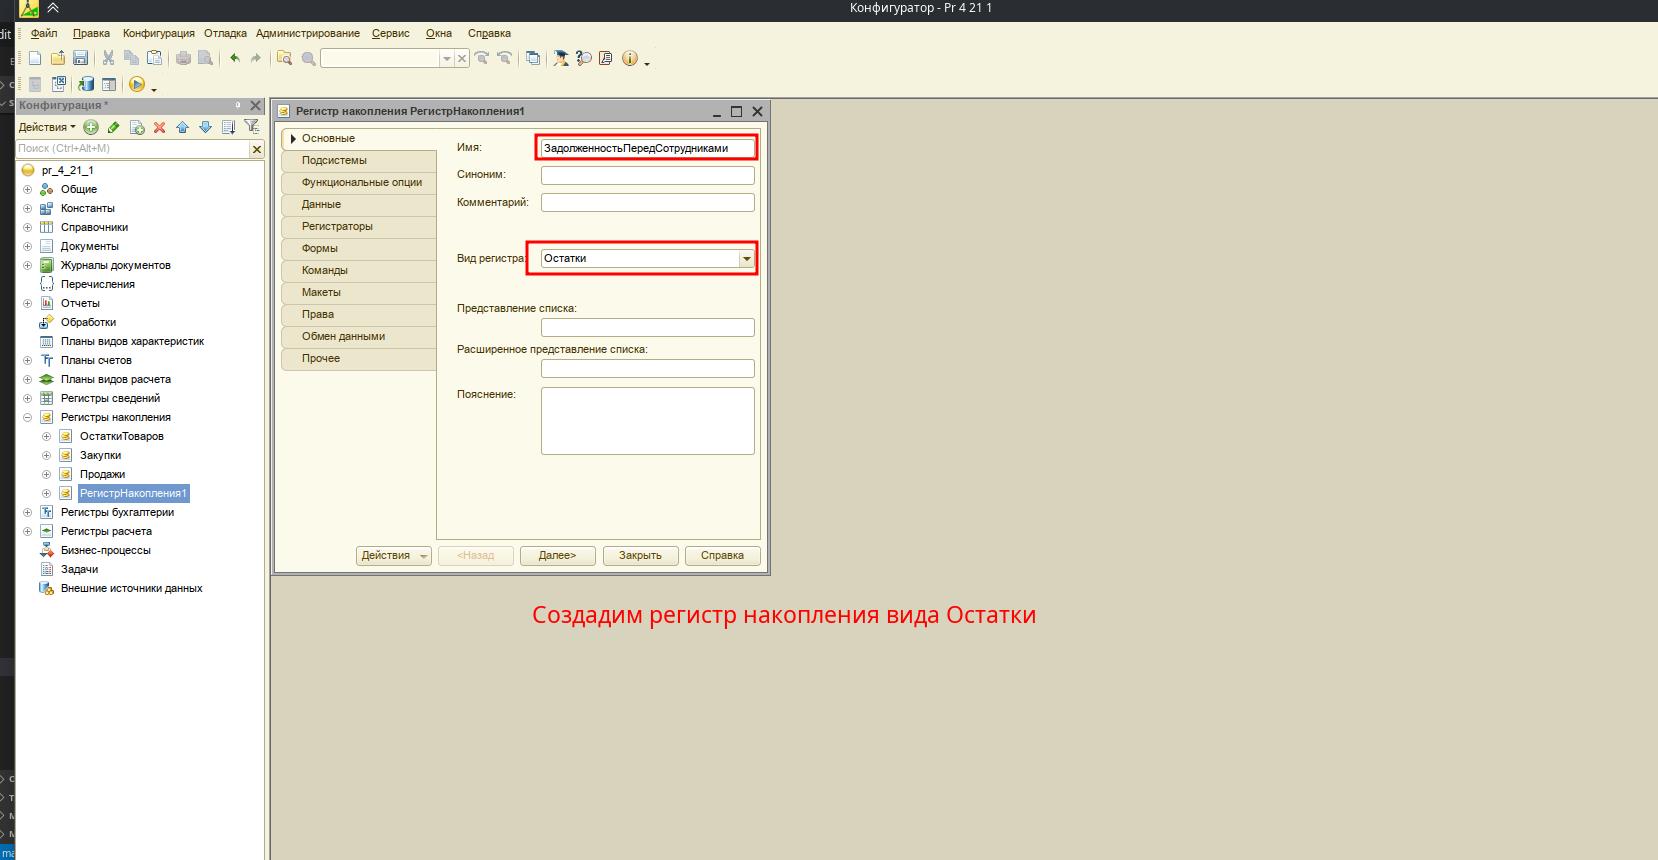 Конфигуратор - Pr 4 21 1
Файл Правка Конфигурация Отладка Администрирование Сервис Окна Справка
Конфигурация *
Действия
Поиск (Ctrl+Alt+M)
pr_4_21_1
Общие
Константы
Справочники
Документы
Журналы документов
Перечисления
Отчеты
Обработки
Планы видов характеристик
Планы счетов
Планы видов расчета
Регистры сведений
Регистры накопления
ОстаткиТоваров
Закупки
Продажи
РегистрНакопления1
Регистры бухгалтерии
Регистры расчета
Бизнес-процессы
Задачи
Внешние источники данных
Регистр накопления РегистрНакопления1
Основные
Подсистемы
Функциональные опции
Данные
Регистраторы
Формы
Команды
Макеты
Права
Обмен данными
Прочее
Имя: ЗадолженностьПередСотрудниками
Синоним:
Комментарий:
Вид регистра: Остатки
Представление списка:
Расширенное представление списка:
Пояснение:
Действия <Назад Далее> Закрыть Справка
Создадим регистр накопления вида Остатки